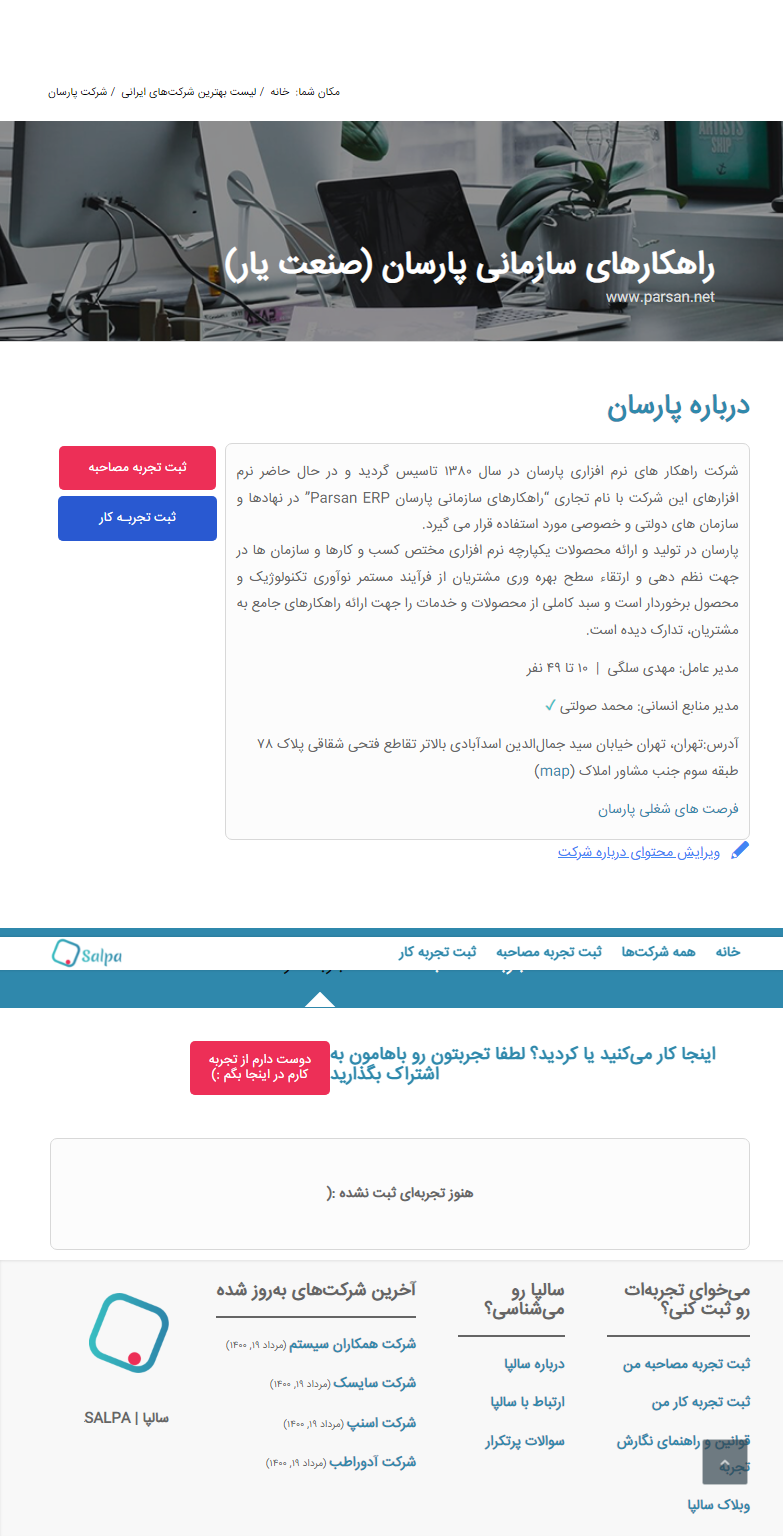 مکان شما: خانه / لیست بهترین شرکت‌های ایرانی / شرکت پارسان
ARTISTS
SHIP
راهکارهای سازمانی پارسان (صنعت یار)
www.parsan.net
درباره پارسان
ثبت تجربه مصاحبه
ثبت تجربـه کار
شرکت راهکار های نرم افزاری پارسان در سال ۱۳۸۰ تاسیس گردید و در حال حاضر نرم
افزارهای این شرکت با نام تجاری “راهکارهای سازمانی پارسان Parsan ERP” در نهادها و
سازمان های دولتی و خصوصی مورد استفاده قرار می گیرد.
پارسان در تولید و ارائه محصولات یکپارچه نرم افزاری مختص کسب و کارها و سازمان ها در
جهت نظم دهی و ارتقاء سطح بهره وری مشتریان از فرآیند مستمر نوآوری تکنولوژیک و
محصول برخوردار است و سبد کاملی از محصولات و خدمات را جهت ارائه راهکارهای جامع به
مشتریان، تدارک دیده است.
مدیر عامل: مهدی سلگی | ۱۰ تا ۴۹ نفر
مدیر منابع انسانی: محمد صولتی ✓
آدرس:تهران، تهران خیابان سید جمال‌الدین اسدآبادی بالاتر تقاطع فتحی شقاقی پلاک ۷۸
طبقه سوم جنب مشاور املاک (map)
فرصت های شغلی پارسان
ویرایش محتوای درباره شرکت
خانه همه شرکت‌ها ثبت تجربه مصاحبه ثبت تجربه کار
Salpa
اینجا کار می‌کنید یا کردید؟ لطفا تجربتون رو باهامون به
اشتراک بگذارید
دوست دارم از تجربه
کارم در اینجا بگم :)
هنوز تجربه‌ای ثبت نشده :(
می‌خوای تجربه‌ات
رو ثبت کنی؟
ثبت تجربه مصاحبه من
ثبت تجربه کار من
قوانین و راهنمای نگارش
تجربه
وبلاگ سالپا
سالپا رو
می‌شناسی؟
درباره سالپا
ارتباط با سالپا
سوالات پرتکرار
آخرین شرکت‌های به‌روز شده
شرکت همکاران سیستم (مرداد ۱۹, ۱۴۰۰)
شرکت سایسک (مرداد ۱۹, ۱۴۰۰)
شرکت اسنپ (مرداد ۱۹, ۱۴۰۰)
شرکت آدوراطب (مرداد ۱۹, ۱۴۰۰)
سالپا | SALPA